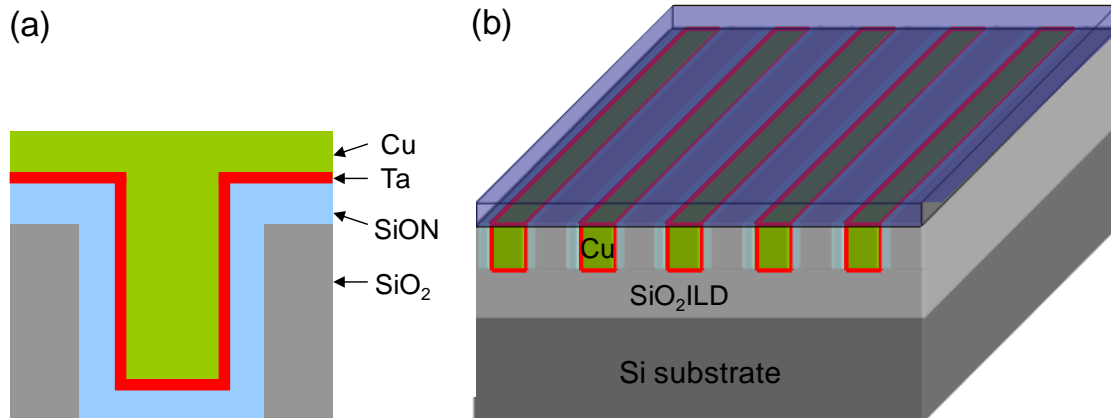 (a)
Cu
Ta
SiON
SiO₂
(b)
Cu
SiO₂ILD
Si substrate